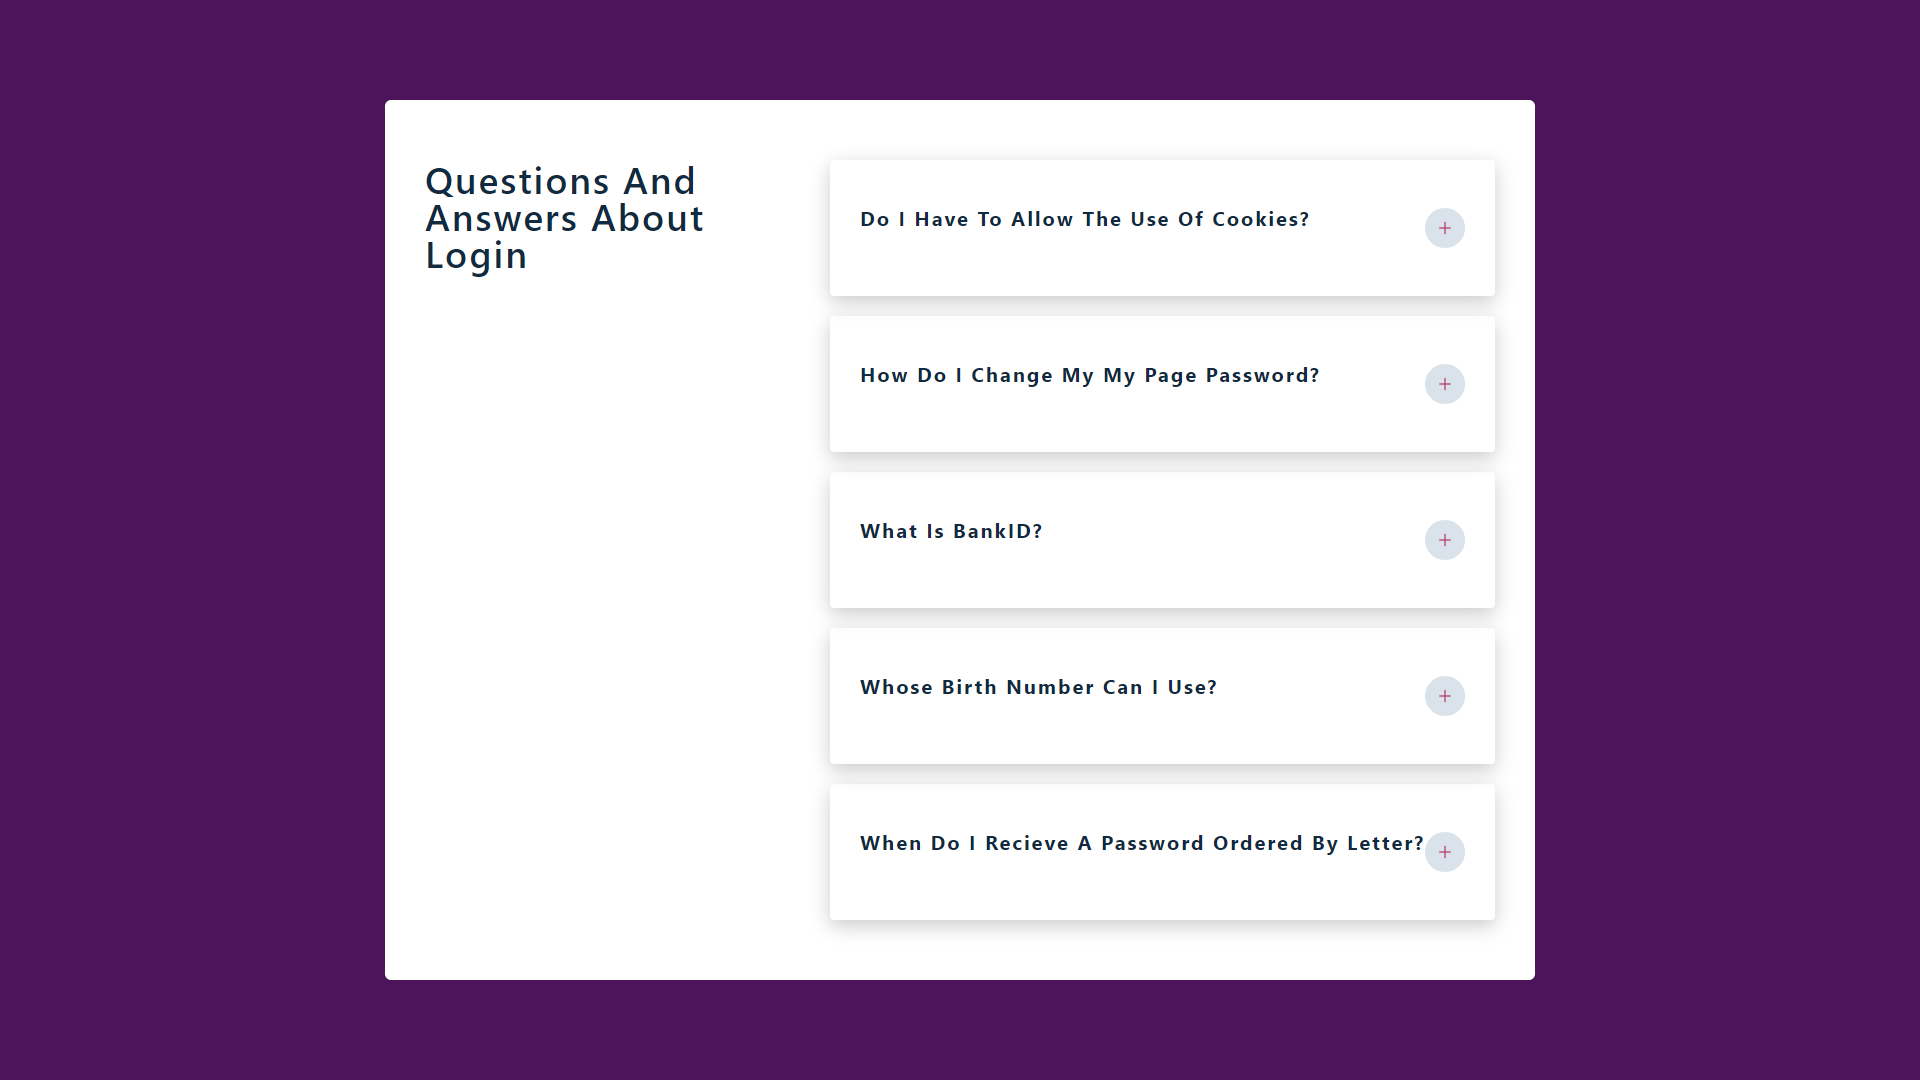 Questions And
Answers About
Login
Do I Have To Allow The Use Of Cookies?
How Do I Change My My Page Password?
What Is BankID?
Whose Birth Number Can I Use?
When Do I Recieve A Password Ordered By Letter?